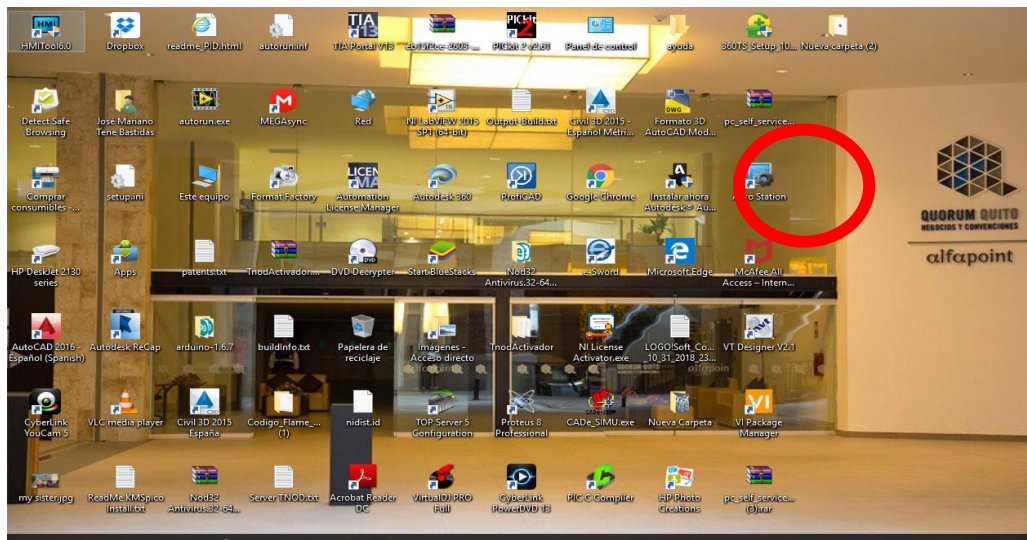 HMITool6.0
Dropbox
readme_PID.html
autorun.inf
TIA Portal V13
PICkit 2 v2.61
Panel de control
ayuda
360TS_Setup_10...
Nueva carpeta (2)
Detect Safe
Browsing
José Mariano
Tene Bastidas
autorun.exe
MEGAsync
Red
NI LabVIEW 2015
SP1 (64-bit)
Output-Build.txt
Civil 3D 2015 -
Español Métri...
Formato 3D
AutoCAD Mod...
pc_self_service...
Comprar
consumibles -...
setup.ini
Este equipo
Format Factory
Automation
License Manager
Autodesk 360
ProfiCAD
Google Chrome
Instalar ahora
Autodesk® Au...
Station
QUORUM QUITO
NEGOCIOS Y CONVENCIONES
alfapoint
HP DeskJet 2130
series
Apps
patents.txt
TnodActivador....
DVD Decrypter
Start BlueStacks
Nod32
Antivirus.32-64...
e-Sword
Microsoft Edge
McAfee All
Access – Intern...
AutoCAD 2016 -
Español (Spanish)
Autodesk ReCap
arduino-1.6.7
buildInfo.txt
Papelera de
reciclaje
Imagenes -
Acceso directo
TnodActivador
NI License
Activator.exe
LOGO!Soft_Co...
_10_31_2018_23...
VT Designer V2.1
CyberLink
YouCam 5
VLC media player
Civil 3D 2015
España
Codigo_Flame_...
(1)
nidist.id
TOP Server 5
Configuration
Proteus 8
Professional
CADe_SIMU.exe
Nueva Carpeta
VI Package
Manager
my sister.jpg
ReadMe KMSpico
Install.txt
Nod32
Antivirus.32-64...
Server TNOD.txt
Acrobat Reader
DC
VirtualDJ PRO
Full
CyberLink
PowerDVD 13
PIC C Compiler
HP Photo
Creations
pc_self_service...
(3).rar